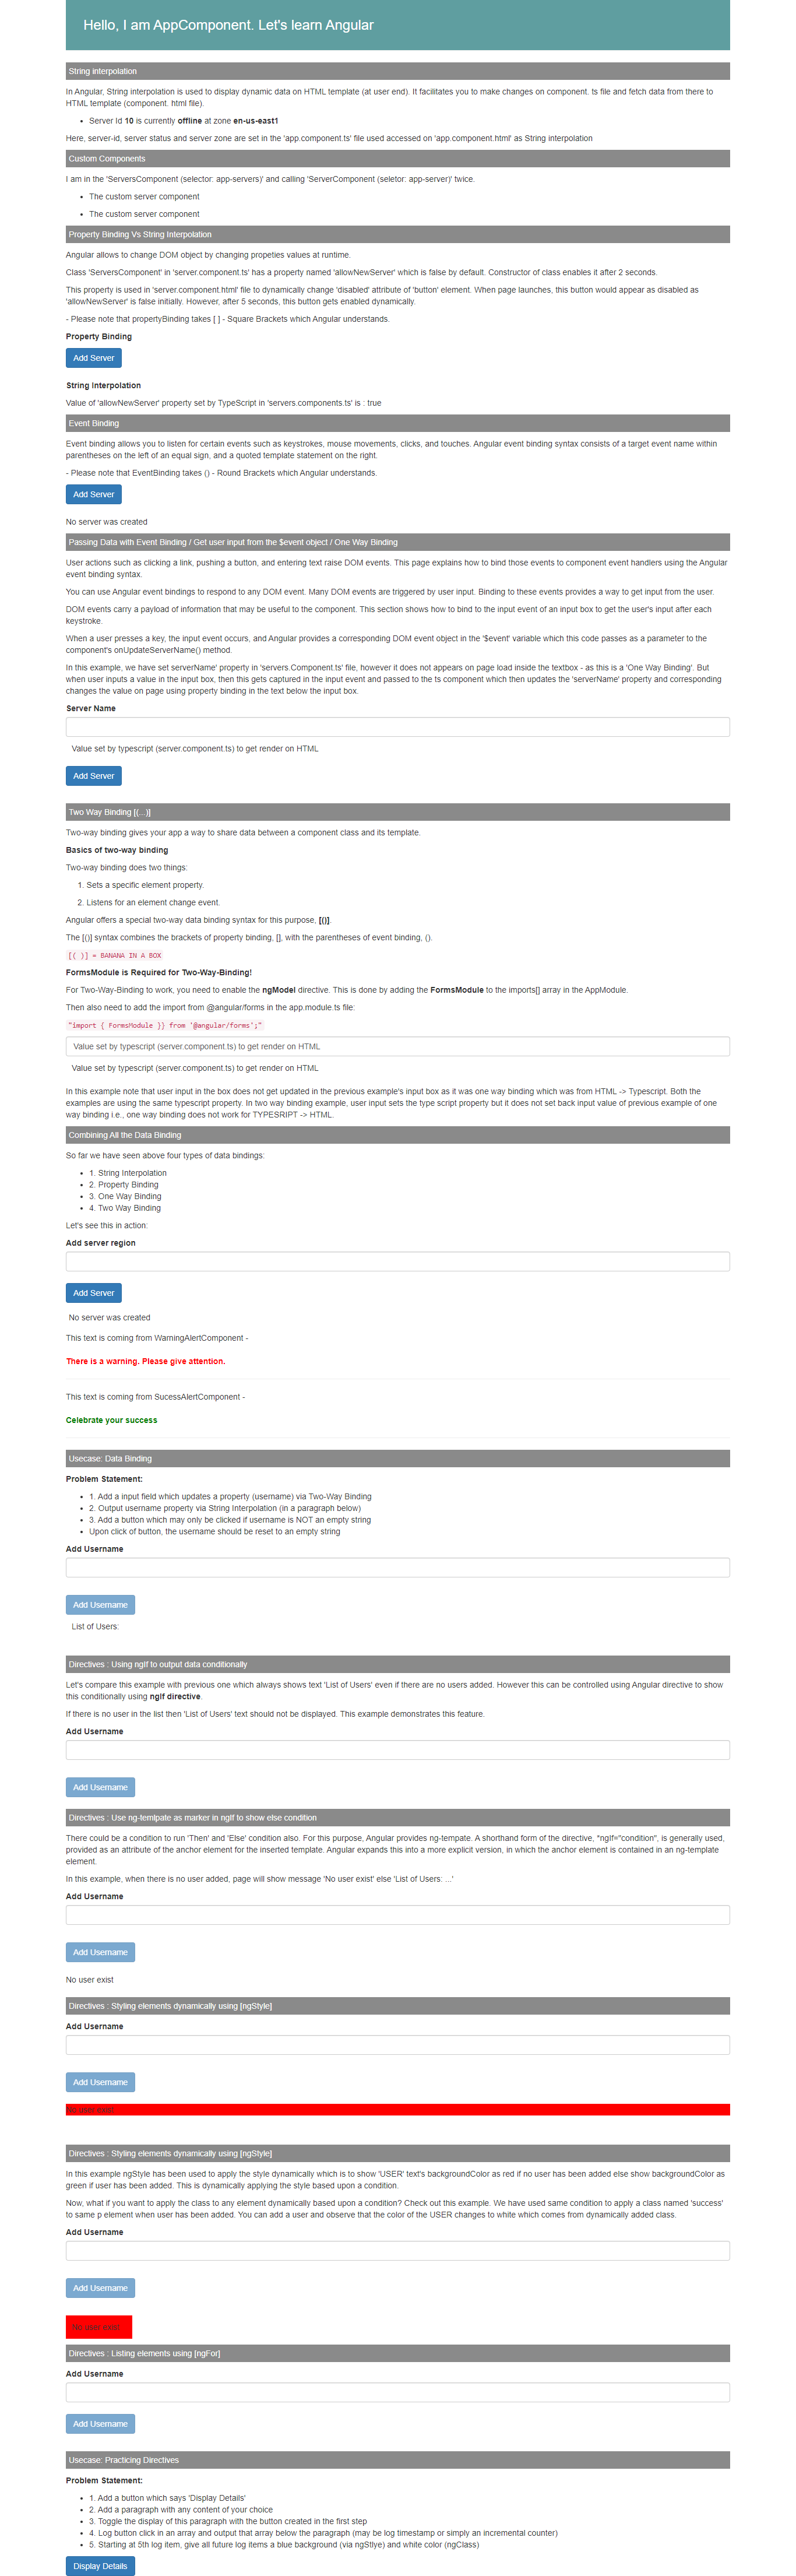 Hello, I am AppComponent. Let's learn Angular
String interpolation
In Angular, String interpolation is used to display dynamic data on HTML template (at user end). It facilitates you to make changes on component. ts file and fetch data from there to
HTML template (component. html file).
• Server Id 10 is currently offline at zone en-us-east1
Here, server-id, server status and server zone are set in the 'app.component.ts' file used accessed on 'app.component.html' as String interpolation
Custom Components
I am in the 'ServersComponent (selector: app-servers)' and calling 'ServerComponent (seletor: app-server)' twice.
• The custom server component
• The custom server component
Property Binding Vs String Interpolation
Angular allows to change DOM object by changing propeties values at runtime.
Class 'ServersComponent' in 'server.component.ts' has a property named 'allowNewServer' which is false by default. Constructor of class enables it after 2 seconds.
This property is used in 'server.component.html' file to dynamically change 'disabled' attribute of 'button' element. When page launches, this button would appear as disabled as
'allowNewServer' is false initially. However, after 5 seconds, this button gets enabled dynamically.
- Please note that propertyBinding takes [ ] - Square Brackets which Angular understands.
Property Binding
Add Server
String Interpolation
Value of 'allowNewServer' property set by TypeScript in 'servers.components.ts' is : true
Event Binding
Event binding allows you to listen for certain events such as keystrokes, mouse movements, clicks, and touches. Angular event binding syntax consists of a target event name within
parentheses on the left of an equal sign, and a quoted template statement on the right.
- Please note that EventBinding takes () - Round Brackets which Angular understands.
Add Server
No server was created
Passing Data with Event Binding / Get user input from the $event object / One Way Binding
User actions such as clicking a link, pushing a button, and entering text raise DOM events. This page explains how to bind those events to component event handlers using the Angular
event binding syntax.
You can use Angular event bindings to respond to any DOM event. Many DOM events are triggered by user input. Binding to these events provides a way to get input from the user.
DOM events carry a payload of information that may be useful to the component. This section shows how to bind to the input event of an input box to get the user's input after each
keystroke.
When a user presses a key, the input event occurs, and Angular provides a corresponding DOM event object in the '$event' variable which this code passes as a parameter to the
component's onUpdateServerName() method.
In this example, we have set serverName' property in 'servers.Component.ts' file, however it does not appears on page load inside the textbox - as this is a 'One Way Binding'. But
when user inputs a value in the input box, then this gets captured in the input event and passed to the ts component which then updates the 'serverName' property and corresponding
changes the value on page using property binding in the text below the input box.
Server Name
Value set by typescript (server.component.ts) to get render on HTML
Add Server
Two Way Binding [(...)]
Two-way binding gives your app a way to share data between a component class and its template.
Basics of two-way binding
Two-way binding does two things:
1. Sets a specific element property.
2. Listens for an element change event.
Angular offers a special two-way data binding syntax for this purpose, [()].
The [()] syntax combines the brackets of property binding, [], with the parentheses of event binding, ().
[( )] = BANANA IN A BOX
FormsModule is Required for Two-Way-Binding!
For Two-Way-Binding to work, you need to enable the ngModel directive. This is done by adding the FormsModule to the imports[] array in the AppModule.
Then also need to add the import from @angular/forms in the app.module.ts file:
"import { FormsModule }} from '@angular/forms';"
Value set by typescript (server.component.ts) to get render on HTML
Value set by typescript (server.component.ts) to get render on HTML
In this example note that user input in the box does not get updated in the previous example's input box as it was one way binding which was from HTML -> Typescript. Both the
examples are using the same typescript property. In two way binding example, user input sets the type script property but it does not set back input value of previous example of one
way binding i.e., one way binding does not work for TYPESRIPT -> HTML.
Combining All the Data Binding
So far we have seen above four types of data bindings:
• 1. String Interpolation
• 2. Property Binding
• 3. One Way Binding
• 4. Two Way Binding
Let's see this in action:
Add server region
Add Server
No server was created
This text is coming from WarningAlertComponent -
There is a warning. Please give attention.
This text is coming from SucessAlertComponent -
Celebrate your success
Usecase: Data Binding
Problem Statement:
• 1. Add a input field which updates a property (username) via Two-Way Binding
• 2. Output username property via String Interpolation (in a paragraph below)
• 3. Add a button which may only be clicked if username is NOT an empty string
• Upon click of button, the username should be reset to an empty string
Add Username
Add Username
List of Users:
Directives : Using ngIf to output data conditionally
Let's compare this example with previous one which always shows text 'List of Users' even if there are no users added. However this can be controlled using Angular directive to show
this conditionally using ngIf directive.
If there is no user in the list then 'List of Users' text should not be displayed. This example demonstrates this feature.
Add Username
Add Username
Directives : Use ng-temlpate as marker in ngIf to show else condition
There could be a condition to run 'Then' and 'Else' condition also. For this purpose, Angular provides ng-tempate. A shorthand form of the directive, "ngIf="condition", is generally used,
provided as an attribute of the anchor element for the inserted template. Angular expands this into a more explicit version, in which the anchor element is contained in an ng-template
element.
In this example, when there is no user added, page will show message 'No user exist' else 'List of Users: ...'
Add Username
Add Username
No user exist
Directives : Styling elements dynamically using [ngStyle]
Add Username
Add Username
No user exist
Directives : Styling elements dynamically using [ngStyle]
In this example ngStyle has been used to apply the style dynamically which is to show 'USER' text's backgroundColor as red if no user has been added else show backgroundColor as
green if user has been added. This is dynamically applying the style based upon a condition.
Now, what if you want to apply the class to any element dynamically based upon a condition? Check out this example. We have used same condition to apply a class named 'success'
to same p element when user has been added. You can add a user and observe that the color of the USER changes to white which comes from dynamically added class.
Add Username
Add Username
No user exist
Directives : Listing elements using [ngFor]
Add Username
Add Username
Usecase: Practicing Directives
Problem Statement:
• 1. Add a button which says 'Display Details'
• 2. Add a paragraph with any content of your choice
• 3. Toggle the display of this paragraph with the button created in the first step
• 4. Log button click in an array and output that array below the paragraph (may be log timestamp or simply an incremental counter)
• 5. Starting at 5th log item, give all future log items a blue background (via ngStlye) and white color (ngClass)
Display Details